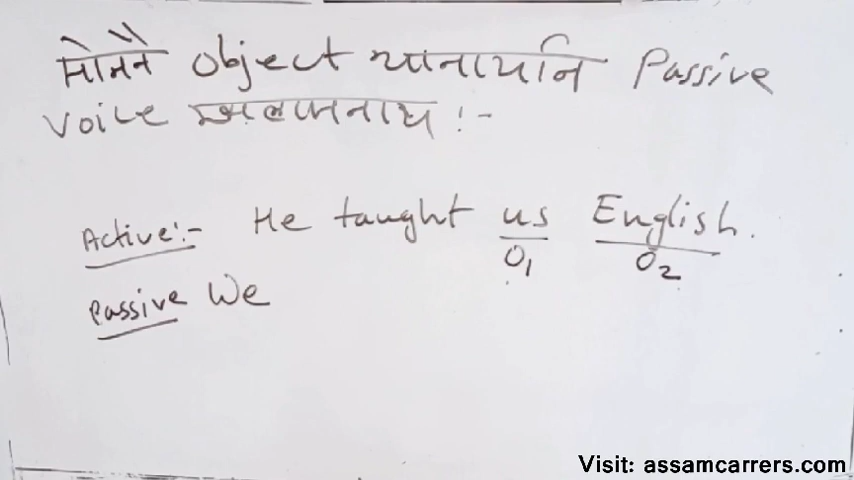 मोननै Object थानायनि Passive
Voice :-
Active:- He taught us English.
O1 O2
Passive We
Visit: assamcarrers.com